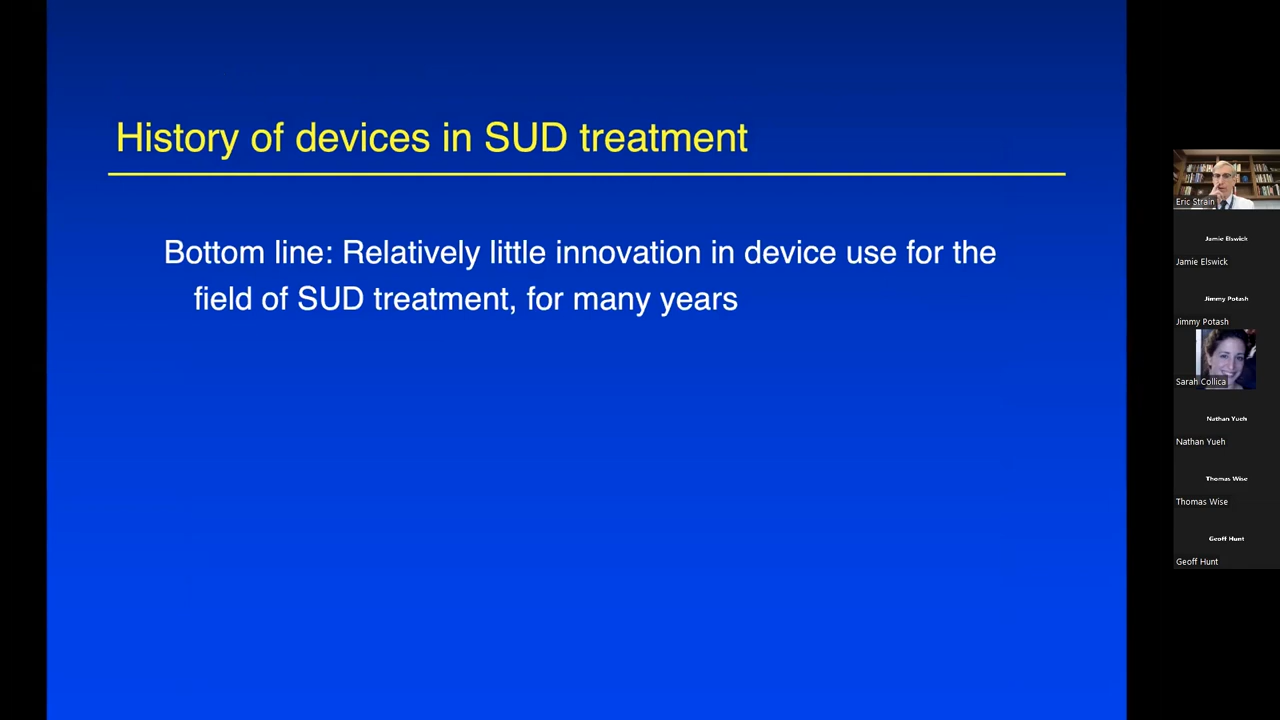 History of devices in SUD treatment
Bottom line: Relatively little innovation in device use for the
field of SUD treatment, for many years
Eric Strain
Jamie Elswick
Jamie Elswick
Jimmy Potash
Jimmy Potash
Sarah Collica
Nathan Yueh
Nathan Yueh
Thomas Wise
Thomas Wise
Geoff Hunt
Geoff Hunt